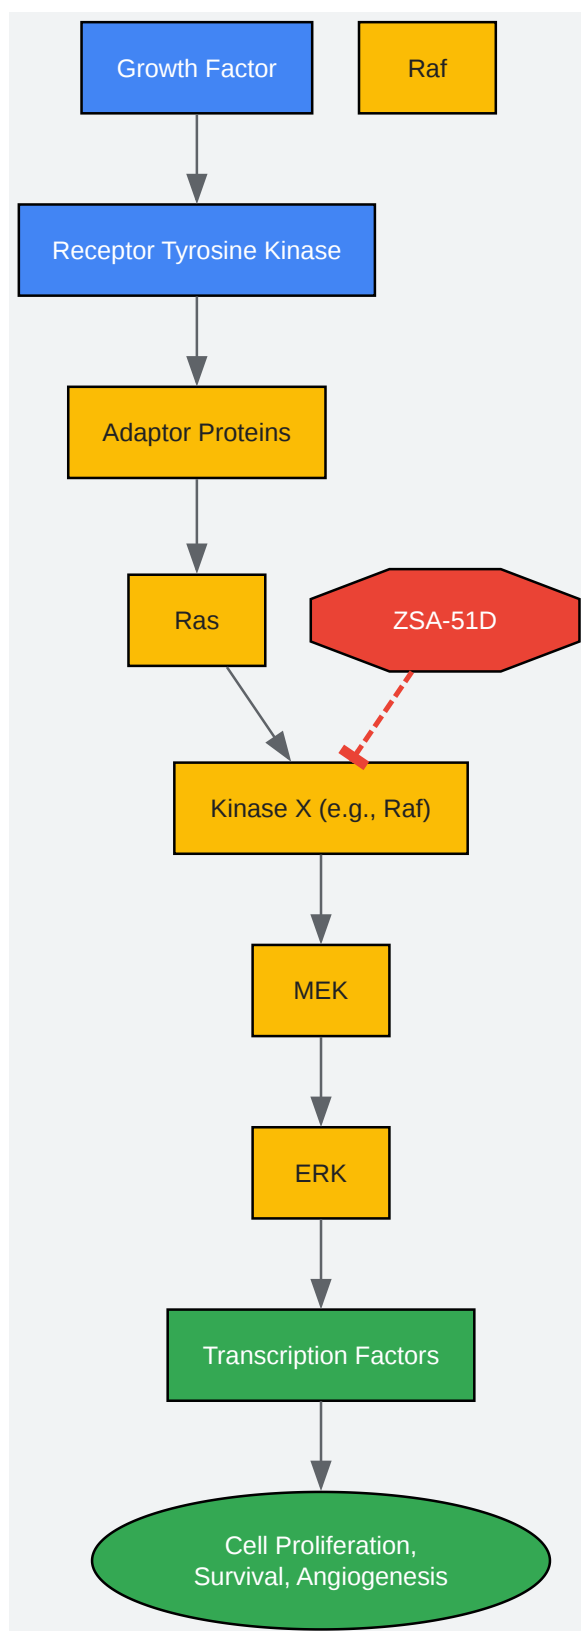 Growth Factor
Raf
Receptor Tyrosine Kinase
Adaptor Proteins
Ras
ZSA-51D
Kinase X (e.g., Raf)
MEK
ERK
Transcription Factors
Cell Proliferation,
Survival, Angiogenesis